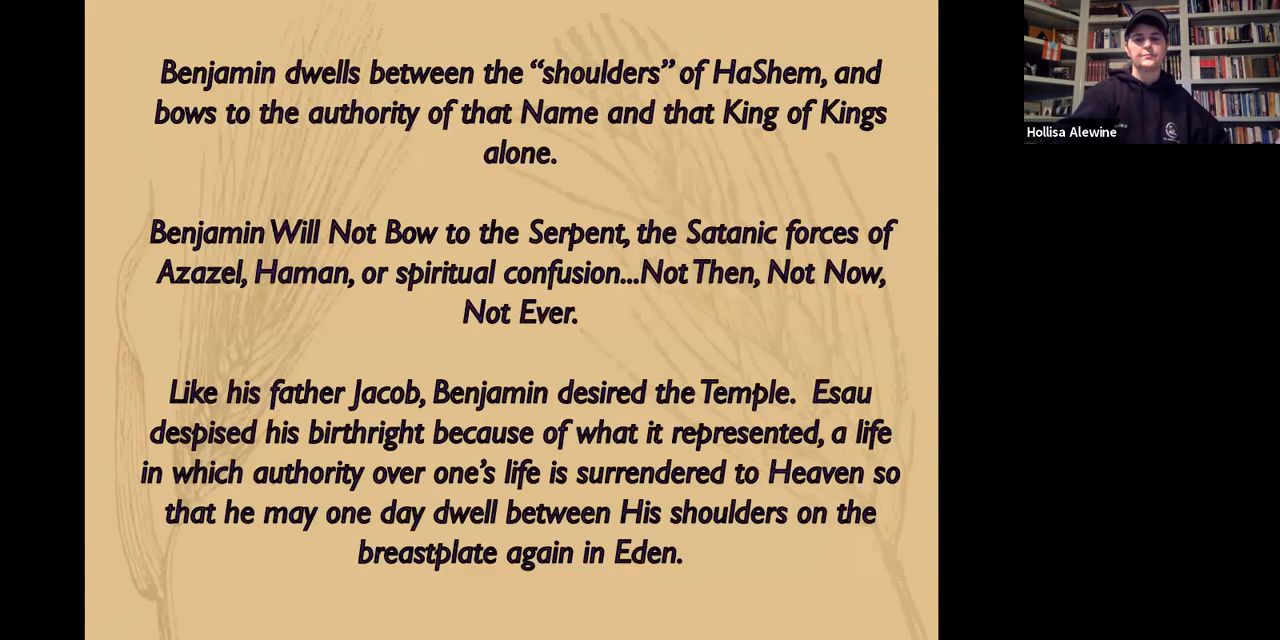 Benjamin dwells between the “shoulders” of HaShem, and
bows to the authority of that Name and that King of Kings
alone.
Benjamin Will Not Bow to the Serpent, the Satanic forces of
Azazel, Haman, or spiritual confusion...Not Then, Not Now,
Not Ever.
Like his father Jacob, Benjamin desired the Temple.  Esau
despised his birthright because of what it represented, a life
in which authority over one’s life is surrendered to Heaven so
that he may one day dwell between His shoulders on the
breastplate again in Eden.
Hollisa Alewine